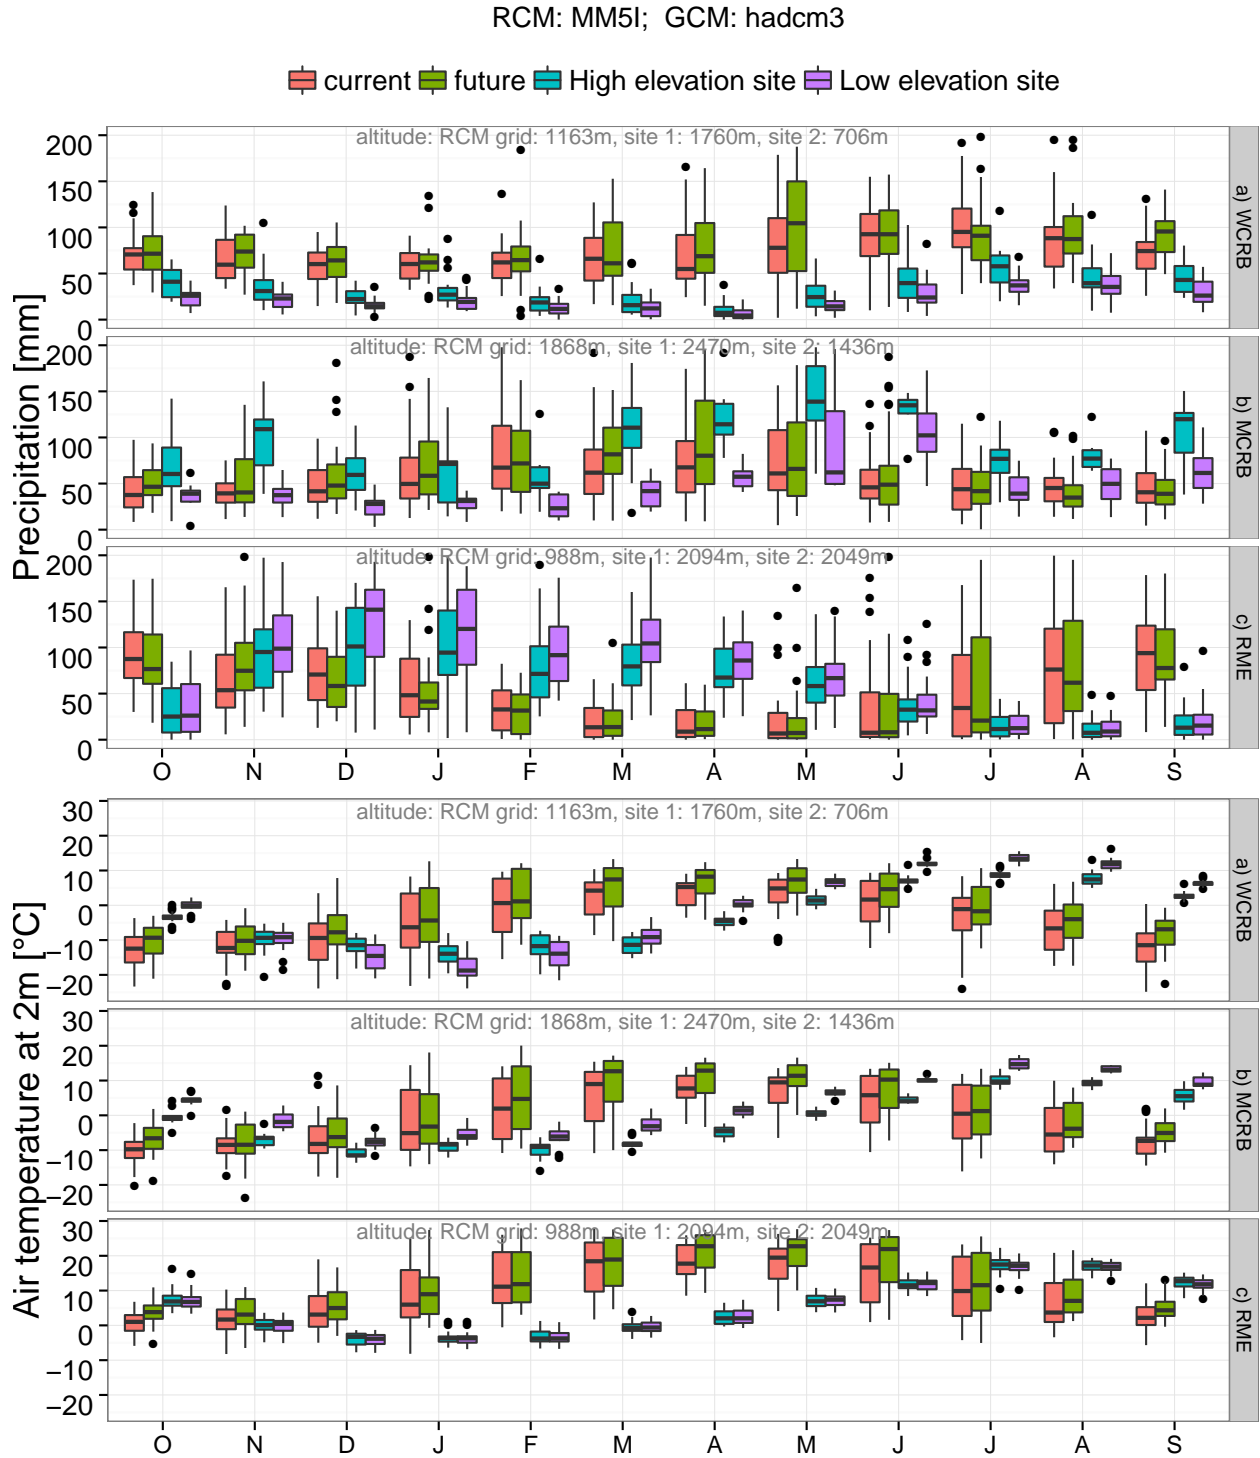 RCM: MM5I; GCM: hadcm3
current future High elevation site Low elevation site
Precipitation [mm]
altitude: RCM grid: 1163m, site 1: 1760m, site 2: 706m
200
150
100
50
0
a) WCRB
altitude: RCM grid: 1868m, site 1: 2470m, site 2: 1436m
200
150
100
50
0
b) MCRB
altitude: RCM grid: 988m, site 1: 2094m, site 2: 2049m
200
150
100
50
0
c) RME
O N D J F M A M J J A S
Air temperature at 2m [°C]
altitude: RCM grid: 1163m, site 1: 1760m, site 2: 706m
30
20
10
0
−10
−20
a) WCRB
altitude: RCM grid: 1868m, site 1: 2470m, site 2: 1436m
30
20
10
0
−10
−20
b) MCRB
altitude: RCM grid: 988m, site 1: 2094m, site 2: 2049m
30
20
10
0
−10
−20
c) RME
O N D J F M A M J J A S